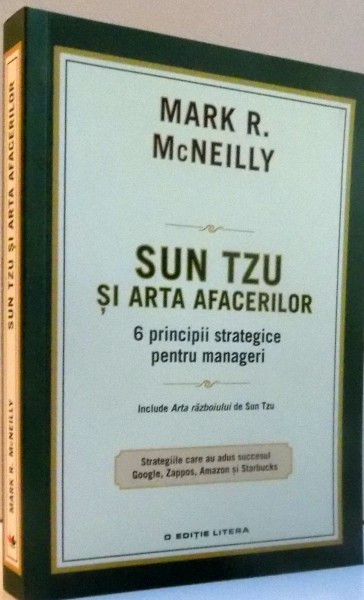 MARK R.
McNEILLY
SUN TZU
ȘI ARTA AFACERILOR
6 principii strategice
pentru manageri
Include Arta războiului de Sun Tzu
Strategiile care au adus succesul
Google, Zappos, Amazon și Starbucks
O EDIȚIE LITERA
MARK R. McNEILLY SUN TZU ȘI ARTA AFACERILOR